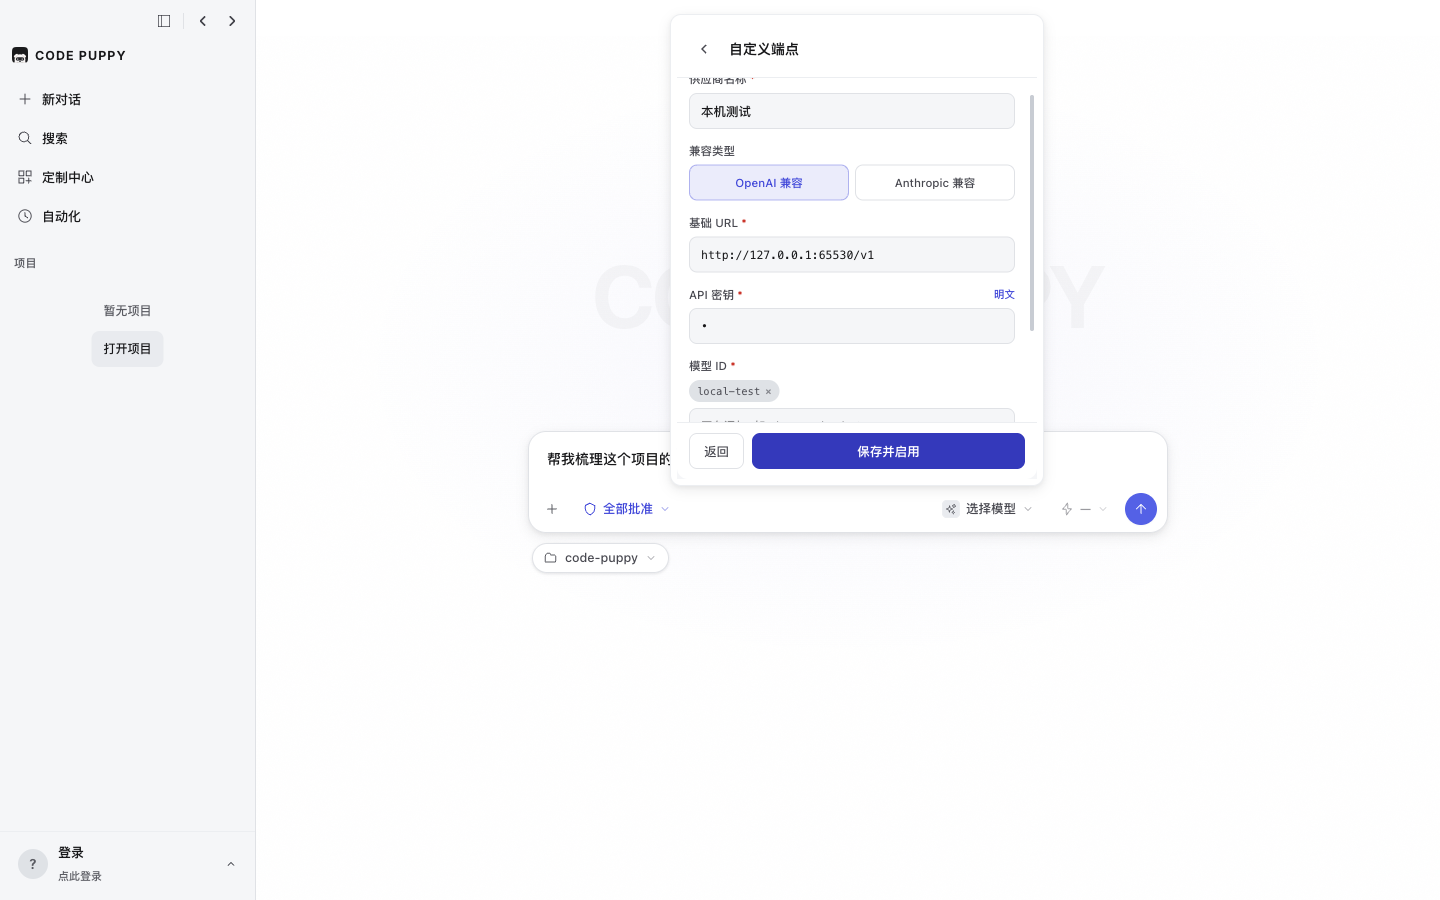 CODE PUPPY
新对话
搜索
定制中心
自动化
项目
暂无项目
打开项目
?
登录
点此登录
自定义端点
供应商名称 *
本机测试
兼容类型
OpenAI 兼容
Anthropic 兼容
基础 URL *
http://127.0.0.1:65530/v1
API 密钥 *
明文
•
模型 ID *
local-test ×
返回
保存并启用
帮我梳理这个项目的
全部批准
选择模型
code-puppy